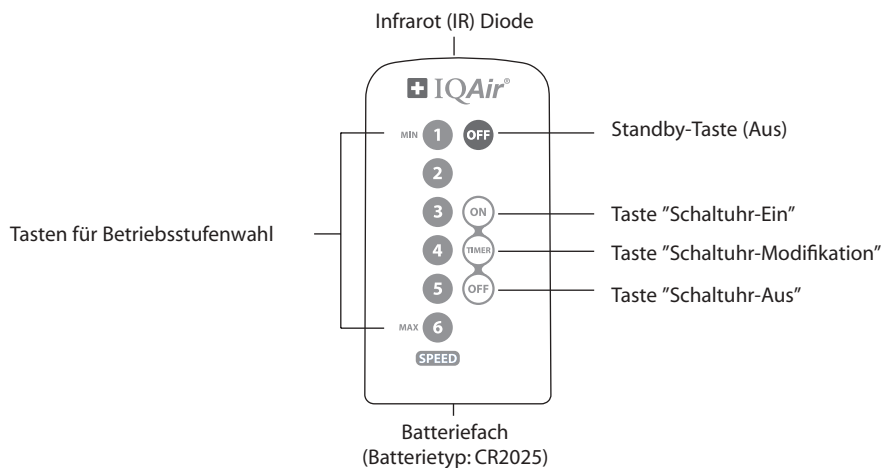 Infrarot (IR) Diode
IQAir®
MIN 1 OFF
Standby-Taste (Aus)
2
3 ON
Taste ”Schaltuhr-Ein”
Tasten für Betriebsstufenwahl
4 TIMER
Taste ”Schaltuhr-Modifikation”
5 OFF
Taste ”Schaltuhr-Aus”
MAX 6
SPEED
Batteriefach
(Batterietyp: CR2025)